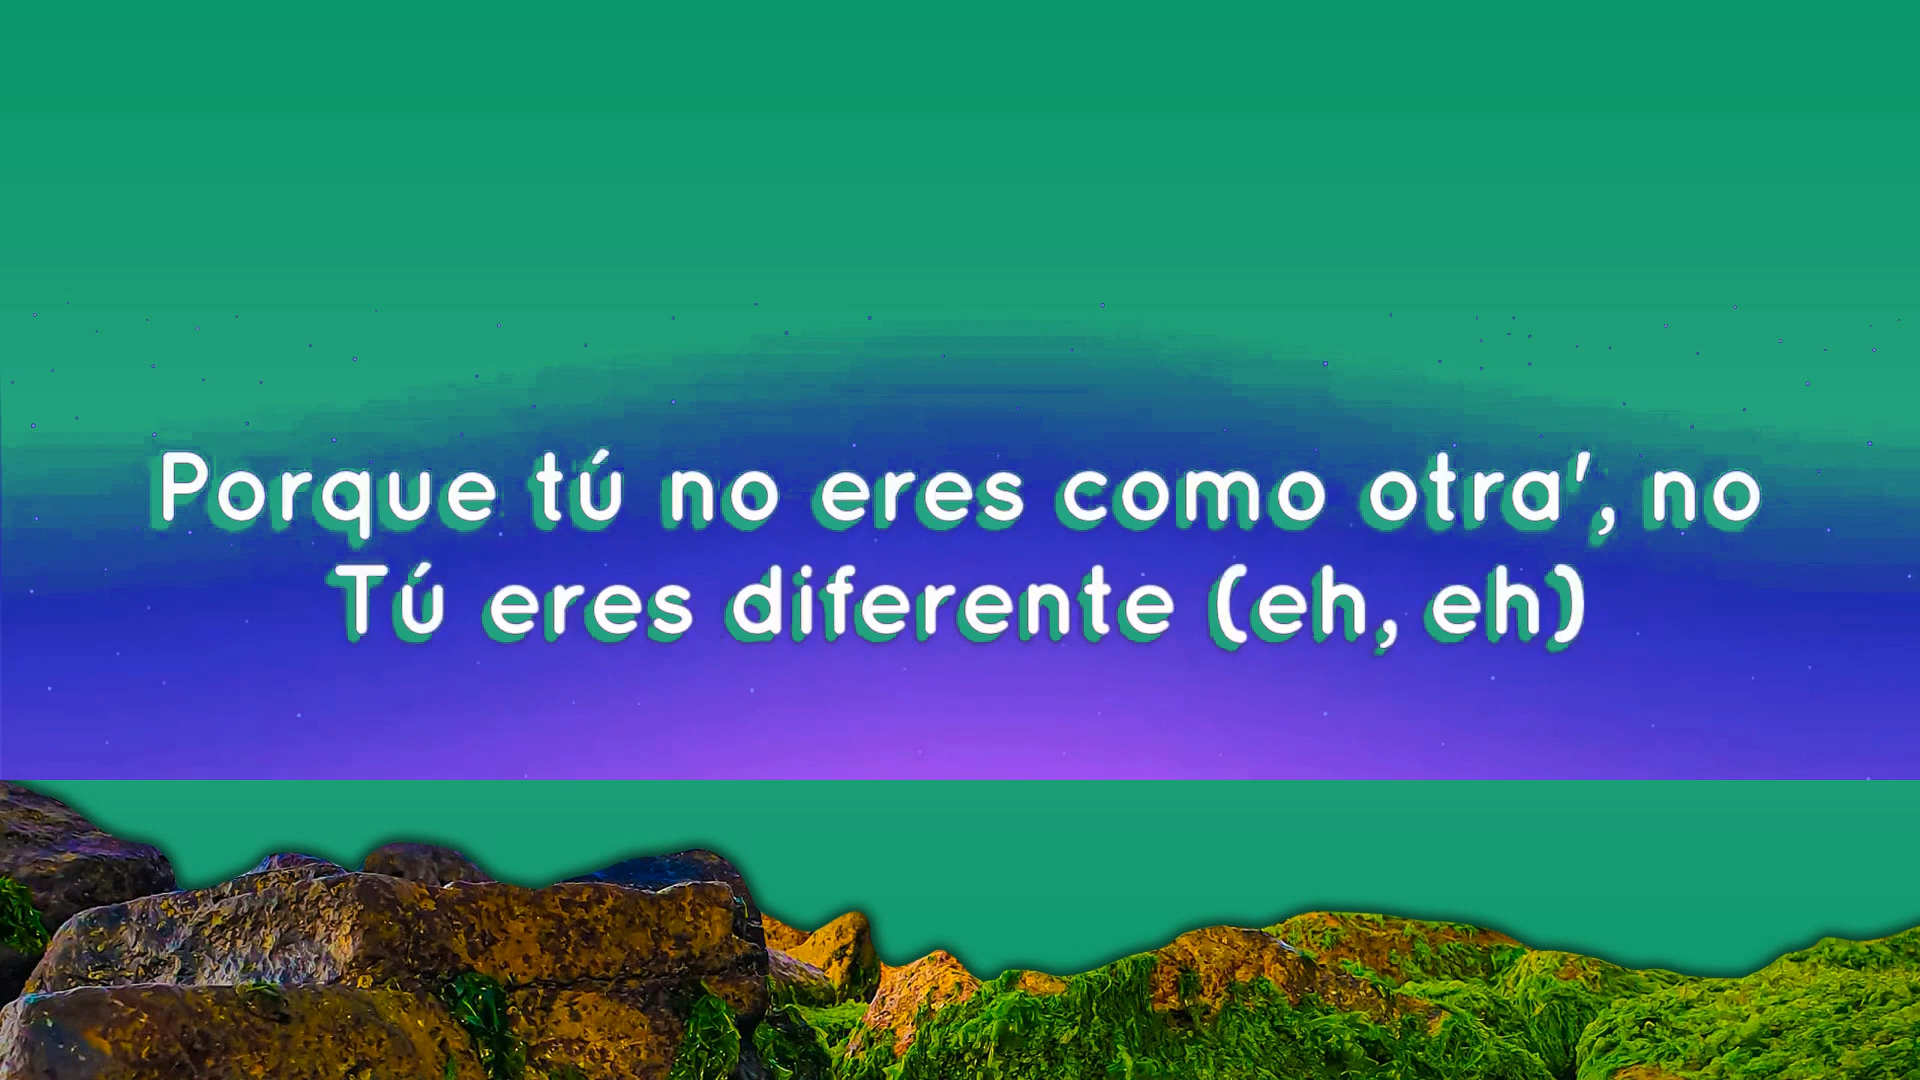 Porque tú no eres como otra', no
Tú eres diferente (eh, eh)